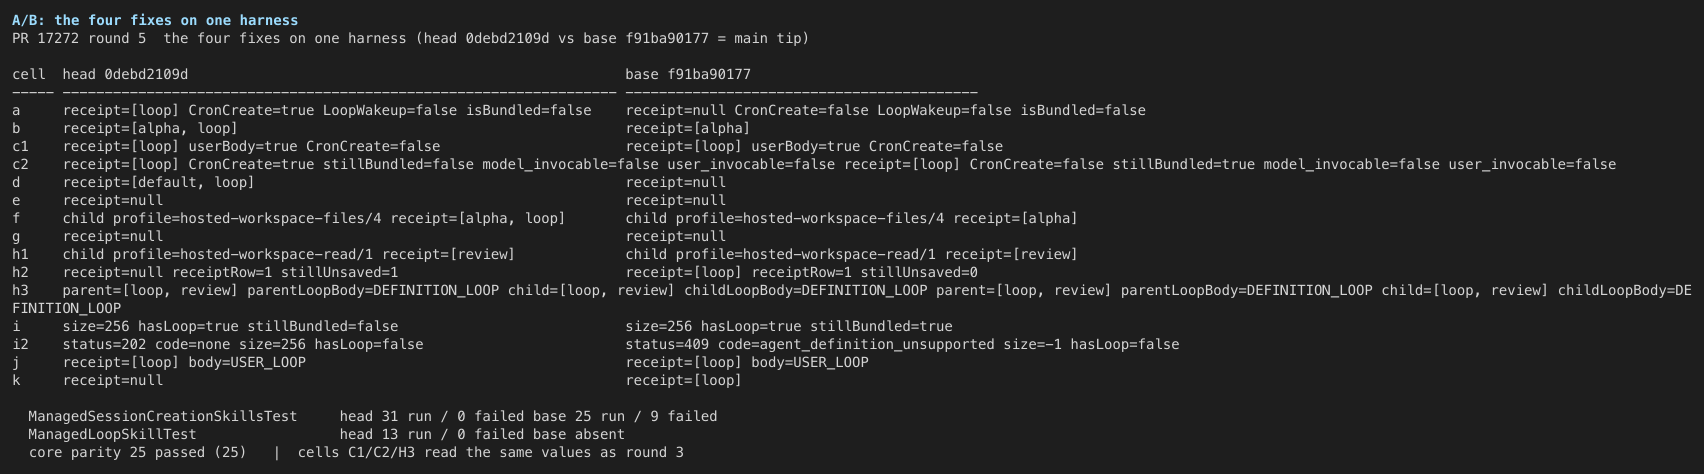 A/B: the four fixes on one harness
PR 17272 round 5  the four fixes on one harness (head 0debd2109d vs base f91ba90177 = main tip)
cell  head 0debd2109d                                                    base f91ba90177
----- ------------------------------------------------------------------ ------------------------------------------
a     receipt=[loop] CronCreate=true LoopWakeup=false isBundled=false    receipt=null CronCreate=false LoopWakeup=false isBundled=false
b     receipt=[alpha, loop]                                              receipt=[alpha]
c1    receipt=[loop] userBody=true CronCreate=false                      receipt=[loop] userBody=true CronCreate=false
c2    receipt=[loop] CronCreate=true stillBundled=false model_invocable=false user_invocable=false receipt=[loop] CronCreate=false stillBundled=true model_invocable=false user_invocable=false
d     receipt=[default, loop]                                            receipt=null
e     receipt=null                                                       receipt=null
f     child profile=hosted-workspace-files/4 receipt=[alpha, loop]       child profile=hosted-workspace-files/4 receipt=[alpha]
g     receipt=null                                                       receipt=null
h1    child profile=hosted-workspace-read/1 receipt=[review]             child profile=hosted-workspace-read/1 receipt=[review]
h2    receipt=null receiptRow=1 stillUnsaved=1                           receipt=[loop] receiptRow=1 stillUnsaved=0
h3    parent=[loop, review] parentLoopBody=DEFINITION_LOOP child=[loop, review] childLoopBody=DEFINITION_LOOP parent=[loop, review] parentLoopBody=DEFINITION_LOOP child=[loop, review] childLoopBody=DE
FINITION_LOOP
i     size=256 hasLoop=true stillBundled=false                           size=256 hasLoop=true stillBundled=true
i2    status=202 code=none size=256 hasLoop=false                        status=409 code=agent_definition_unsupported size=-1 hasLoop=false
j     receipt=[loop] body=USER_LOOP                                      receipt=[loop] body=USER_LOOP
k     receipt=null                                                       receipt=[loop]
ManagedSessionCreationSkillsTest     head 31 run / 0 failed base 25 run / 9 failed
ManagedLoopSkillTest                 head 13 run / 0 failed base absent
core parity 25 passed (25)   |  cells C1/C2/H3 read the same values as round 3